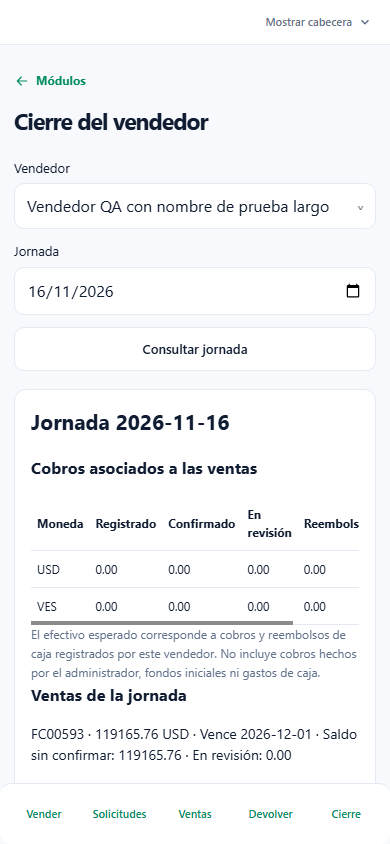 Mostrar cabecera
← Módulos
Cierre del vendedor
Vendedor
Vendedor QA con nombre de prueba largo
Jornada
16/11/2026
Consultar jornada
Jornada 2026-11-16
Cobros asociados a las ventas
Moneda Registrado Confirmado En revisión Reembols
USD 0.00 0.00 0.00 0.00
VES 0.00 0.00 0.00 0.00
El efectivo esperado corresponde a cobros y reembolsos de
caja registrados por este vendedor. No incluye cobros hechos
por el administrador, fondos iniciales ni gastos de caja.
Ventas de la jornada
FC00593 · 119165.76 USD · Vence 2026-12-01 · Saldo
sin confirmar: 119165.76 · En revisión: 0.00
Vender Solicitudes Ventas Devolver Cierre